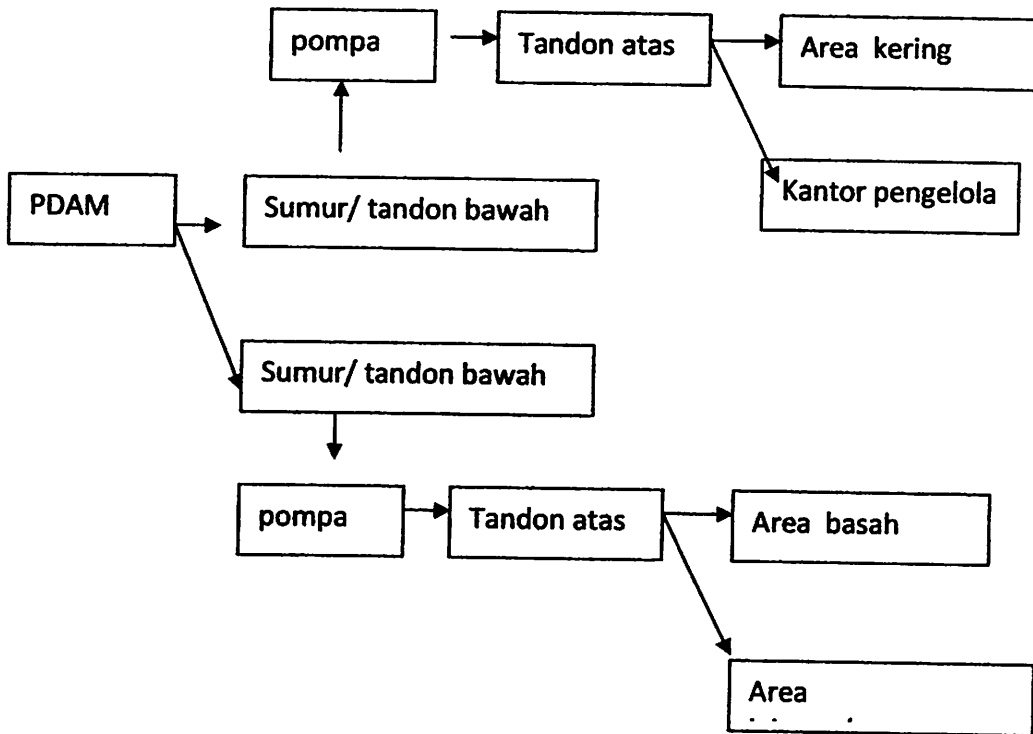 pompa
Tandon atas
Area kering
PDAM
Sumur/ tandon bawah
Kantor pengelola
Sumur/ tandon bawah
pompa
Tandon atas
Area basah
Area